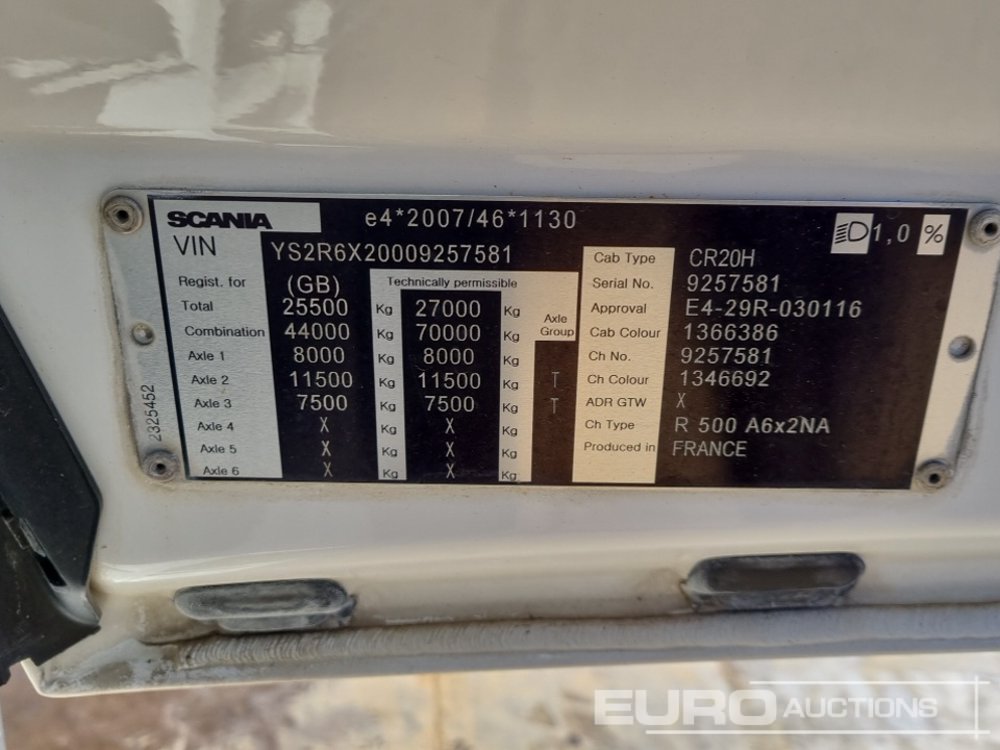 SCANIA e4*2007/46*1130 1,0 %
VIN YS2R6X20009257581
Regist. for (GB) Technically permissible
Total 25500 Kg 27000 Kg
Combination 44000 Kg 70000 Kg Axle Group
Axle 1 8000 Kg 8000 Kg
Axle 2 11500 Kg 11500 Kg T
Axle 3 7500 Kg 7500 Kg T
Axle 4 X Kg X Kg
Axle 5 X Kg X Kg
Axle 6 X Kg X Kg
Cab Type CR20H
Serial No. 9257581
Approval E4-29R-030116
Cab Colour 1366386
Ch No. 9257581
Ch Colour 1346692
ADR GTW X
Ch Type R 500 A6x2NA
Produced in FRANCE
2325452
EURO AUCTIONS